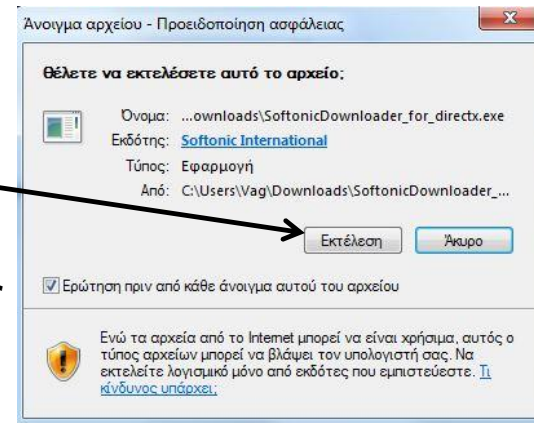 Άνοιγμα αρχείου - Προειδοποίηση ασφάλειας
Θέλετε να εκτελέσετε αυτό το αρχείο;
Όνομα: ...ownloads\SoftonicDownloader_for_directx.exe
Εκδότης: Softonic International
Τύπος: Εφαρμογή
Από: C:\Users\Vag\Downloads\SoftonicDownloader_...
Εκτέλεση Άκυρο
Ερώτηση πριν από κάθε άνοιγμα αυτού του αρχείου
Ενώ τα αρχεία από το Internet μπορεί να είναι χρήσιμα, αυτός ο
τύπος αρχείων μπορεί να βλάψει τον υπολογιστή σας. Να
εκτελείτε λογισμικό μόνο από εκδότες που εμπιστεύεστε. Τι
κίνδυνος υπάρχει;